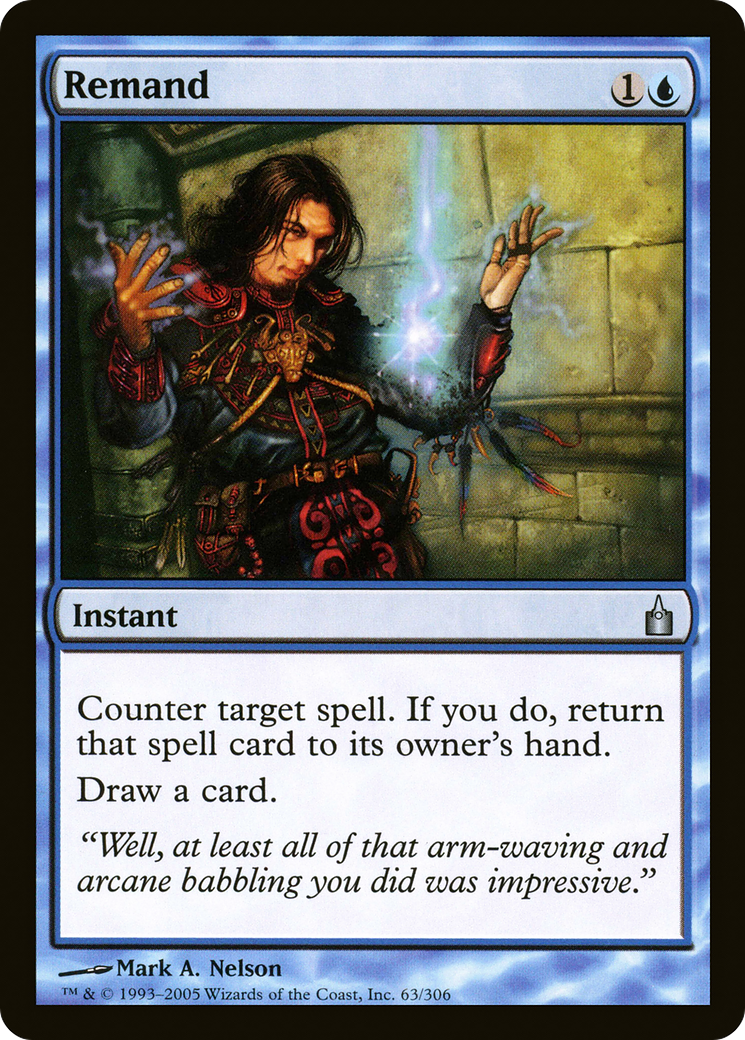 Remand
1
Instant
Counter target spell. If you do, return
that spell card to its owner's hand.
Draw a card.
“Well, at least all of that arm-waving and
arcane babbling you did was impressive.”
Mark A. Nelson
™ & © 1993–2005 Wizards of the Coast, Inc. 63/306